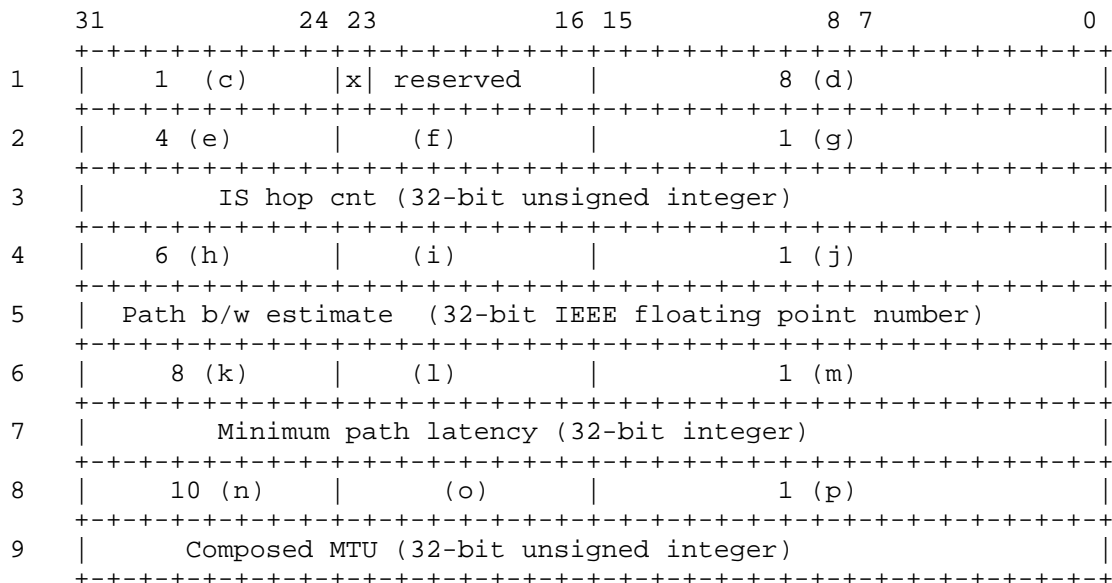 31            24 23           16 15            8 7             0
     +-+-+-+-+-+-+-+-+-+-+-+-+-+-+-+-+-+-+-+-+-+-+-+-+-+-+-+-+-+-+-+-+
1    |    1  (c)     |x| reserved    |           8 (d)               |
     +-+-+-+-+-+-+-+-+-+-+-+-+-+-+-+-+-+-+-+-+-+-+-+-+-+-+-+-+-+-+-+-+
2    |    4 (e)      |    (f)        |           1 (g)               |
     +-+-+-+-+-+-+-+-+-+-+-+-+-+-+-+-+-+-+-+-+-+-+-+-+-+-+-+-+-+-+-+-+
3    |        IS hop cnt (32-bit unsigned integer)                   |
     +-+-+-+-+-+-+-+-+-+-+-+-+-+-+-+-+-+-+-+-+-+-+-+-+-+-+-+-+-+-+-+-+
4    |    6 (h)      |    (i)        |           1 (j)               |
     +-+-+-+-+-+-+-+-+-+-+-+-+-+-+-+-+-+-+-+-+-+-+-+-+-+-+-+-+-+-+-+-+
5    |  Path b/w estimate  (32-bit IEEE floating point number)       |
     +-+-+-+-+-+-+-+-+-+-+-+-+-+-+-+-+-+-+-+-+-+-+-+-+-+-+-+-+-+-+-+-+
6    |     8 (k)     |    (l)        |           1 (m)               |
     +-+-+-+-+-+-+-+-+-+-+-+-+-+-+-+-+-+-+-+-+-+-+-+-+-+-+-+-+-+-+-+-+
7    |        Minimum path latency (32-bit integer)                  |
     +-+-+-+-+-+-+-+-+-+-+-+-+-+-+-+-+-+-+-+-+-+-+-+-+-+-+-+-+-+-+-+-+
8    |     10 (n)    |      (o)      |           1 (p)               |
     +-+-+-+-+-+-+-+-+-+-+-+-+-+-+-+-+-+-+-+-+-+-+-+-+-+-+-+-+-+-+-+-+
9    |      Composed MTU (32-bit unsigned integer)                   |
     +-+-+-+-+-+-+-+-+-+-+-+-+-+-+-+-+-+-+-+-+-+-+-+-+-+-+-+-+-+-+-+-+